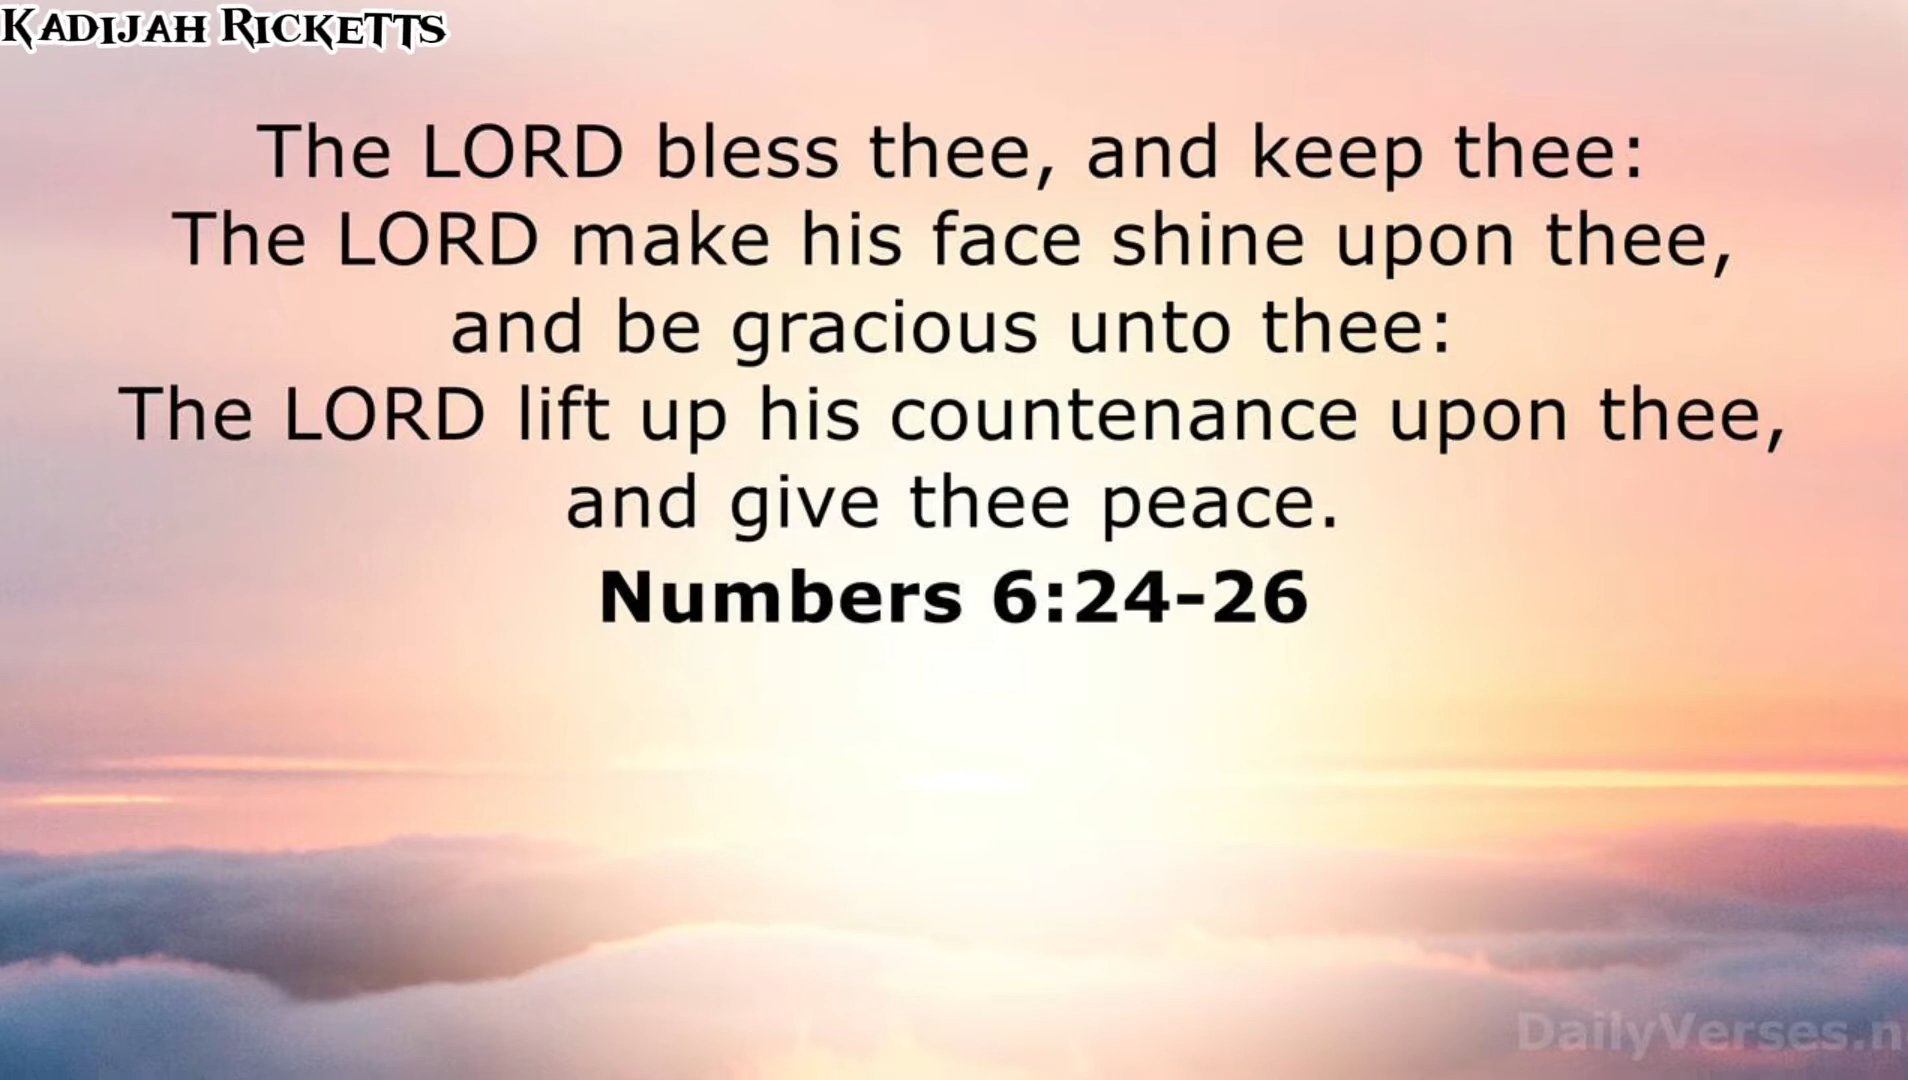 KADIJAH RICKETTS
The LORD bless thee, and keep thee:
The LORD make his face shine upon thee,
and be gracious unto thee:
The LORD lift up his countenance upon thee,
and give thee peace.
Numbers 6:24-26
DailyVerses.n